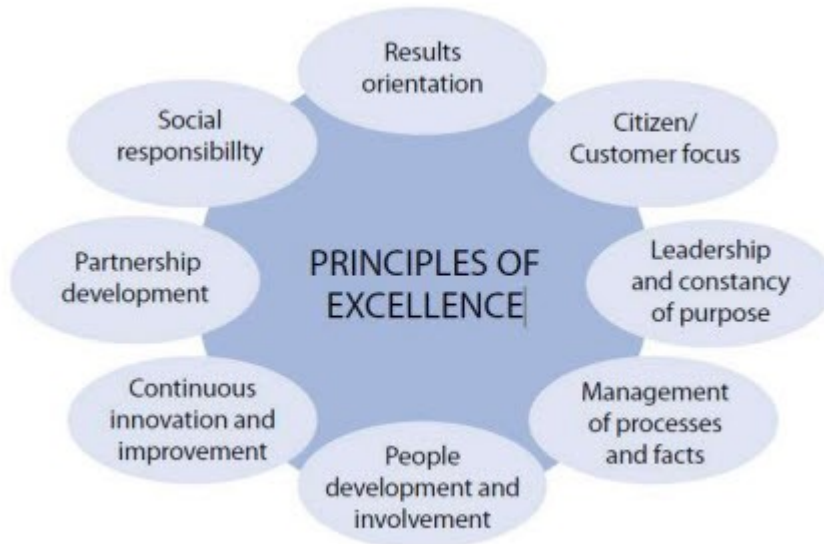 Results
orientation
Citizen/
Customer focus
Leadership
and constancy
of purpose
Management
of processes
and facts
People
development and
involvement
Continuous
innovation and
improvement
Partnership
development
Social
responsibillty
PRINCIPLES OF
EXCELLENCE